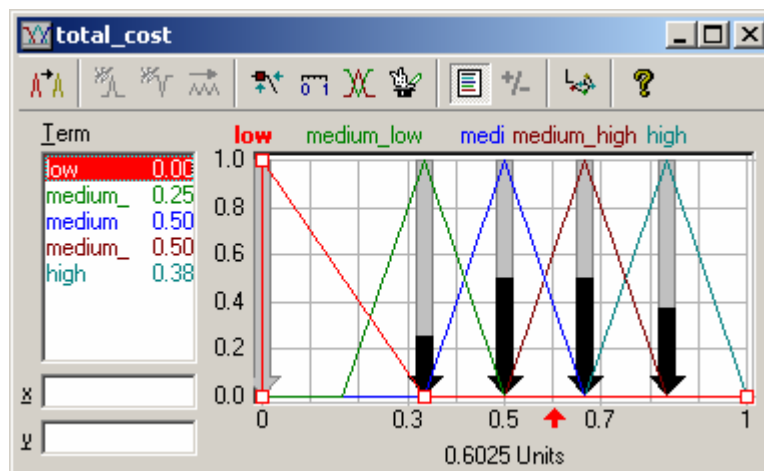 total_cost
0 1
L
?
Term
low 0.00
medium_ 0.25
medium 0.50
medium_ 0.50
high 0.38
x
y
low medium_low medi medium_high high
1.0
0.8
0.6
0.4
0.2
0.0
0 0.3 0.5 0.7 1
0.6025 Units